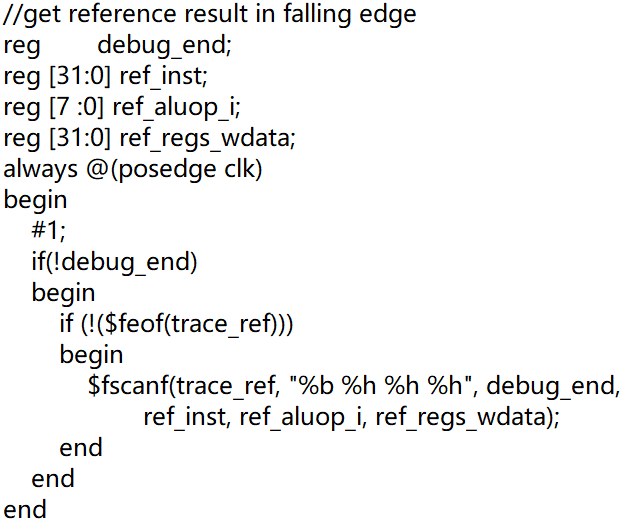 //get reference result in falling edge
reg debug_end;
reg [31:0] ref_inst;
reg [7 :0] ref_aluop_i;
reg [31:0] ref_regs_wdata;
always @(posedge clk)
begin
#1;
if(!debug_end)
begin
if (!($feof(trace_ref)))
begin
$fscanf(trace_ref, "%b %h %h %h", debug_end,
ref_inst, ref_aluop_i, ref_regs_wdata);
end
end
end